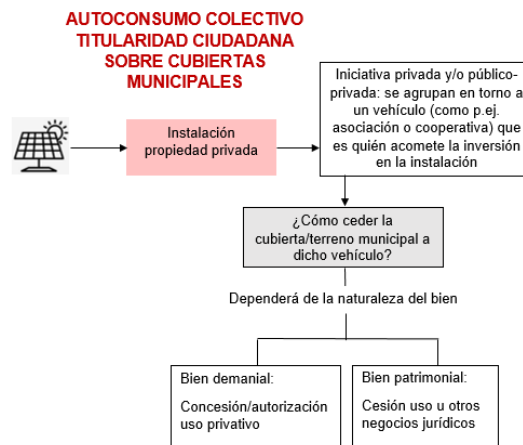 AUTOCONSUMO COLECTIVO
TITULARIDAD CIUDADANA
SOBRE CUBIERTAS
MUNICIPALES
Instalación
propiedad privada
Iniciativa privada y/o público-
privada: se agrupan en torno a
un vehículo (como p.ej.
asociación o cooperativa) que
es quién acomete la inversión
en la instalación
¿Cómo ceder la
cubierta/terreno municipal a
dicho vehículo?
Dependerá de la naturaleza del bien
Bien demanial:
Concesión/autorización
uso privativo
Bien patrimonial:
Cesión uso u otros
negocios jurídicos